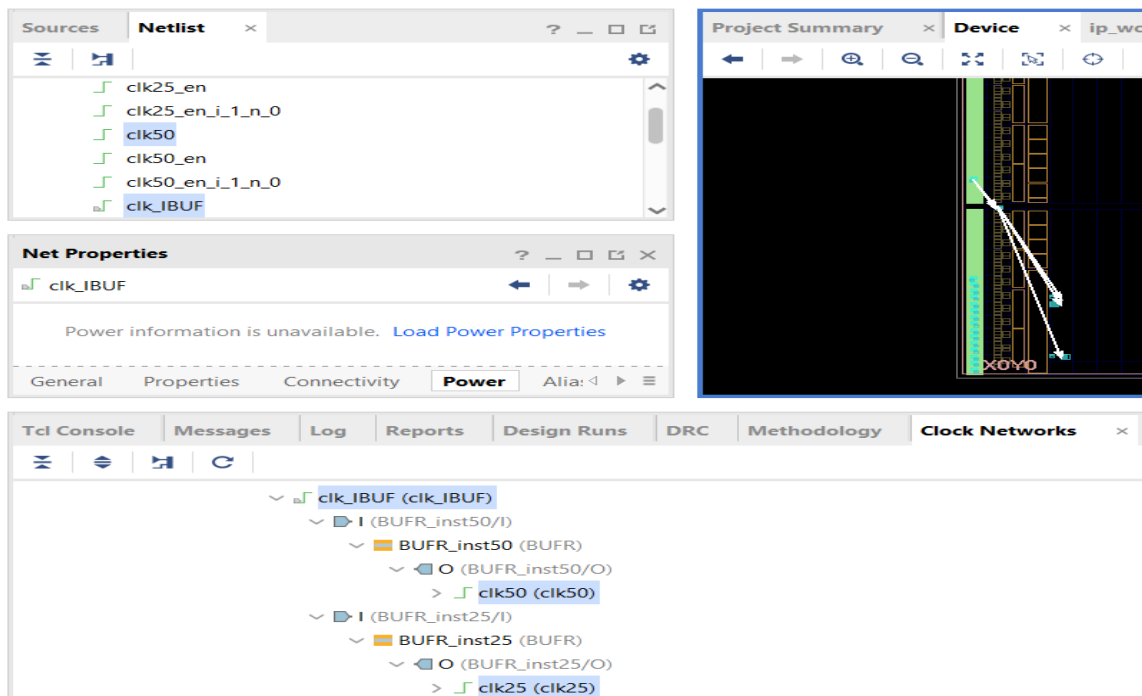 Sources Netlist ×
clk25_en
clk25_en_i_1_n_0
clk50
clk50_en
clk50_en_i_1_n_0
clk_IBUF
Net Properties
clk_IBUF
Power information is unavailable. Load Power Properties
General Properties Connectivity Power Alia
Project Summary × Device × ip_wo
X0Y0
Tcl Console Messages Log Reports Design Runs DRC Methodology Clock Networks ×
clk_IBUF (clk_IBUF)
I (BUFR_inst50/I)
BUFR_inst50 (BUFR)
O (BUFR_inst50/O)
clk50 (clk50)
I (BUFR_inst25/I)
BUFR_inst25 (BUFR)
O (BUFR_inst25/O)
clk25 (clk25)